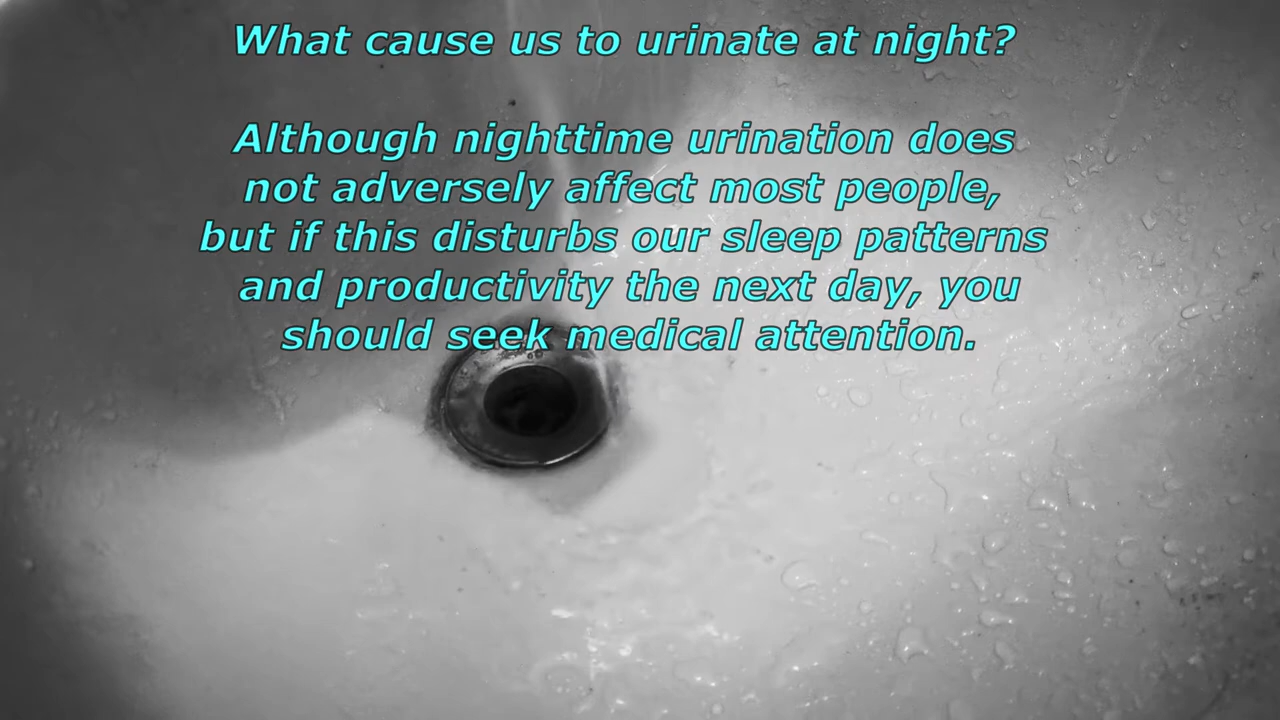 What cause us to urinate at night?
Although nighttime urination does
not adversely affect most people,
but if this disturbs our sleep patterns
and productivity the next day, you
should seek medical attention.